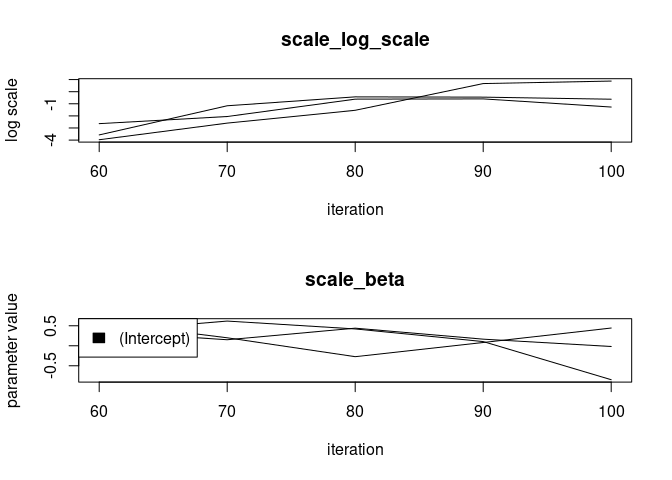 scale_log_scale
log scale
-1
-4
60 70 80 90 100
iteration
scale_beta
parameter value
0.5
-0.5
(Intercept)
60 70 80 90 100
iteration